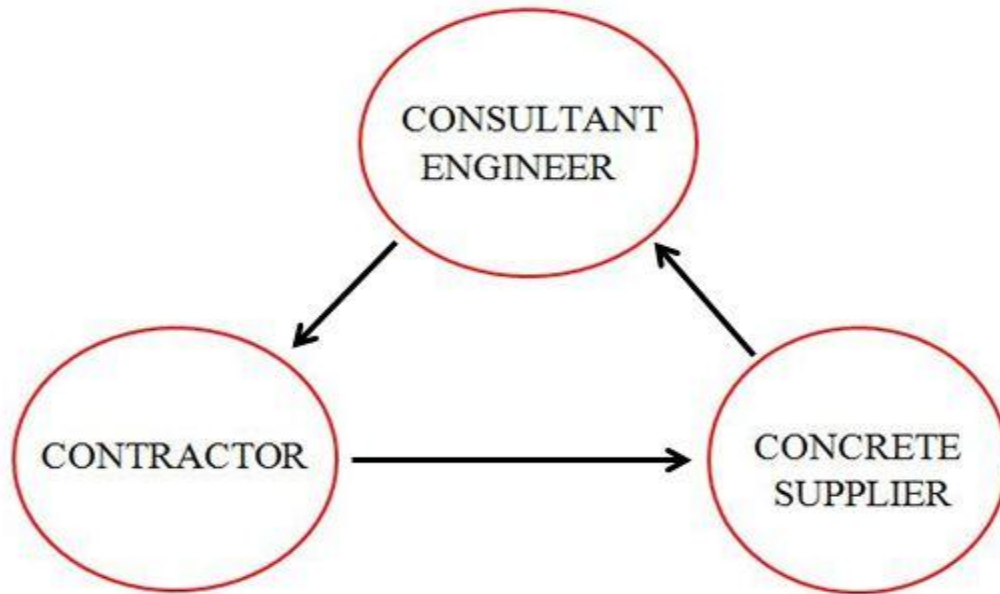 CONSULTANT
ENGINEER
CONTRACTOR
CONCRETE
SUPPLIER